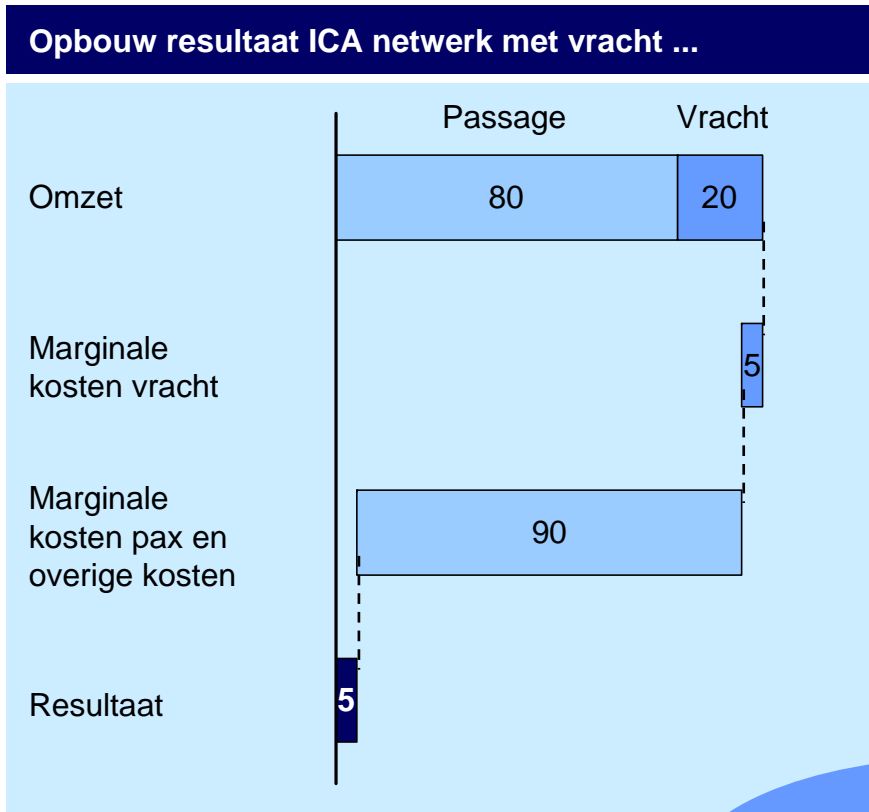 Opbouw resultaat ICA netwerk met vracht ...
Passage Vracht
Omzet 80 20
Marginale
kosten vracht 5
Marginale
kosten pax en 90
overige kosten
Resultaat 5